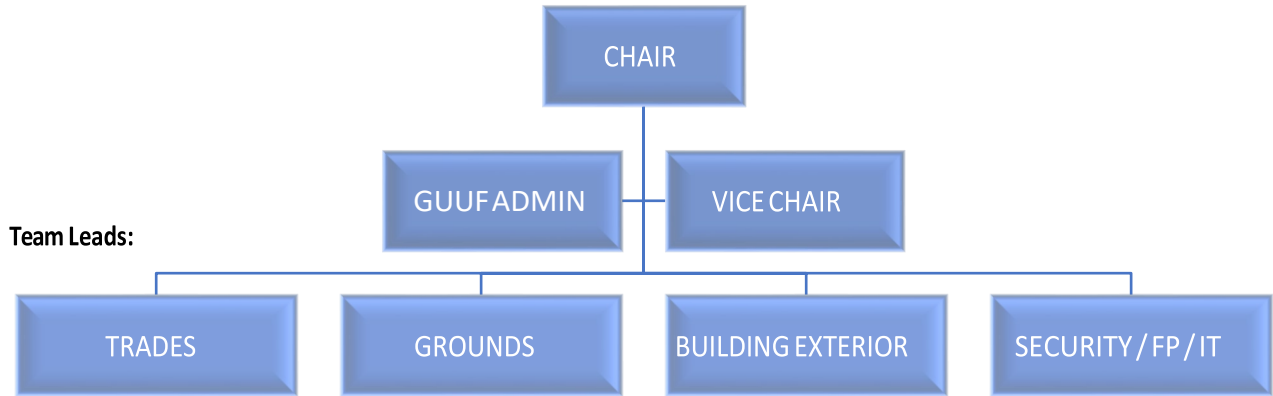 CHAIR
GUUF ADMIN
VICE CHAIR
Team Leads:
TRADES
GROUNDS
BUILDING EXTERIOR
SECURITY / FP / IT